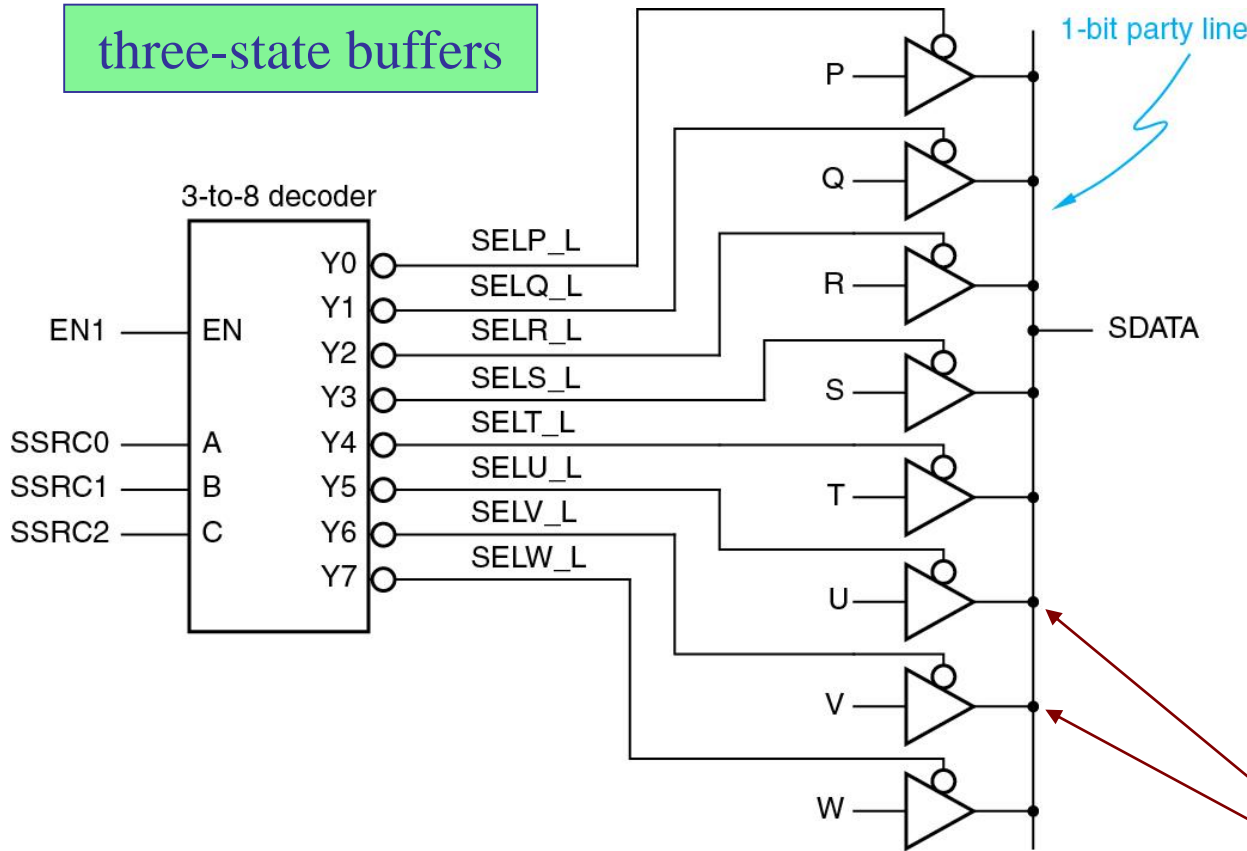 three-state buffers
1-bit party line
3-to-8 decoder
EN1
SSRC0
SSRC1
SSRC2
EN
A
B
C
Y0
Y1
Y2
Y3
Y4
Y5
Y6
Y7
SELP_L
SELQ_L
SELR_L
SELS_L
SELT_L
SELU_L
SELV_L
SELW_L
P
Q
R
S
T
U
V
W
SDATA